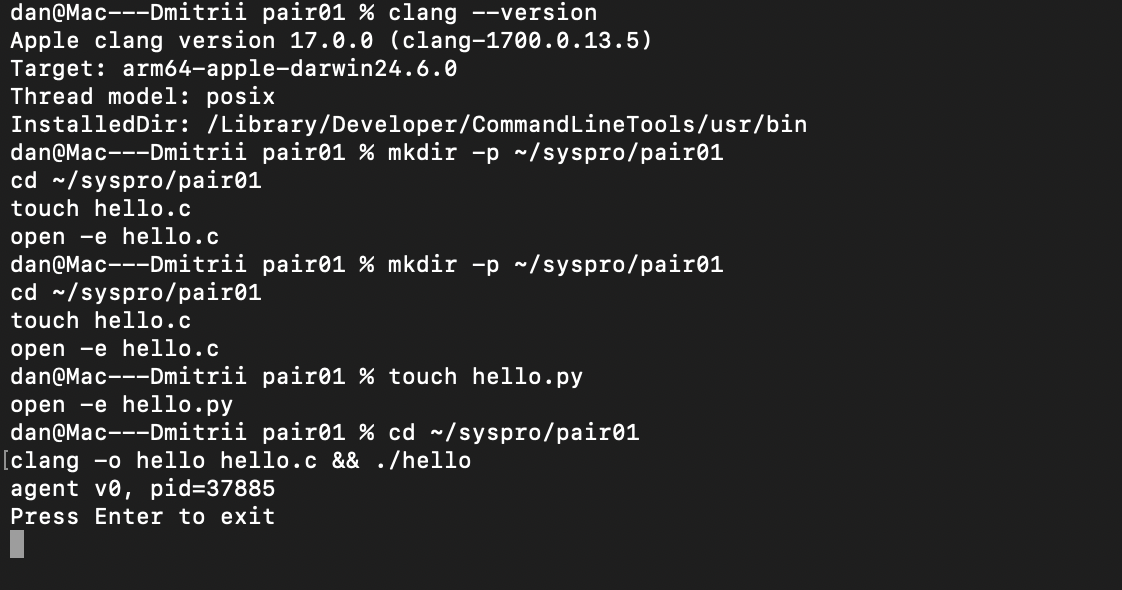 dan@Mac---Dmitrii pair01 % clang --version
Apple clang version 17.0.0 (clang-1700.0.13.5)
Target: arm64-apple-darwin24.6.0
Thread model: posix
InstalledDir: /Library/Developer/CommandLineTools/usr/bin
dan@Mac---Dmitrii pair01 % mkdir -p ~/syspro/pair01
cd ~/syspro/pair01
touch hello.c
open -e hello.c
dan@Mac---Dmitrii pair01 % mkdir -p ~/syspro/pair01
cd ~/syspro/pair01
touch hello.c
open -e hello.c
dan@Mac---Dmitrii pair01 % touch hello.py
open -e hello.py
dan@Mac---Dmitrii pair01 % cd ~/syspro/pair01
[clang -o hello hello.c && ./hello
agent v0, pid=37885
Press Enter to exit